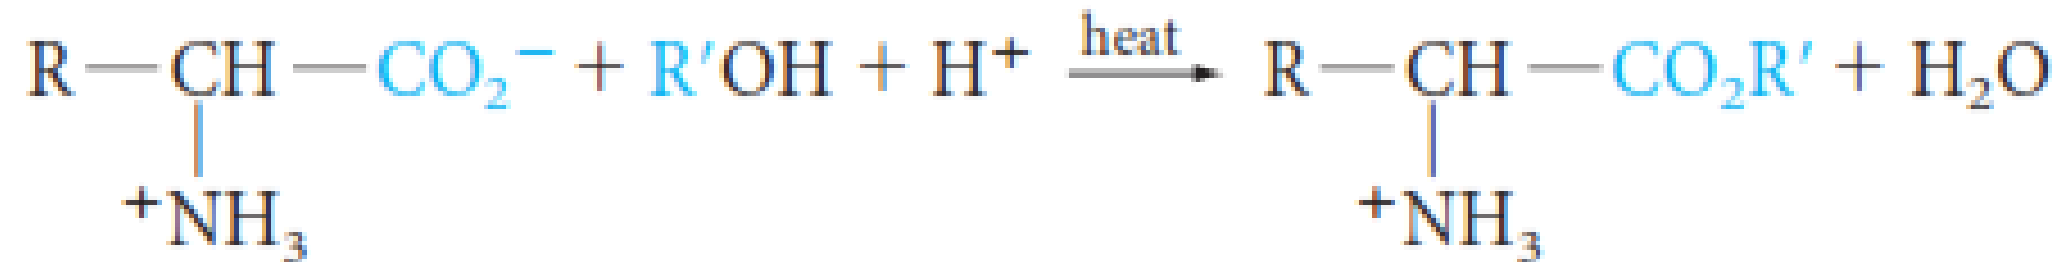 R—CH—CO₂⁻ + R′OH + H⁺ heat R—CH—CO₂R′ + H₂O
⁺NH₃ ⁺NH₃